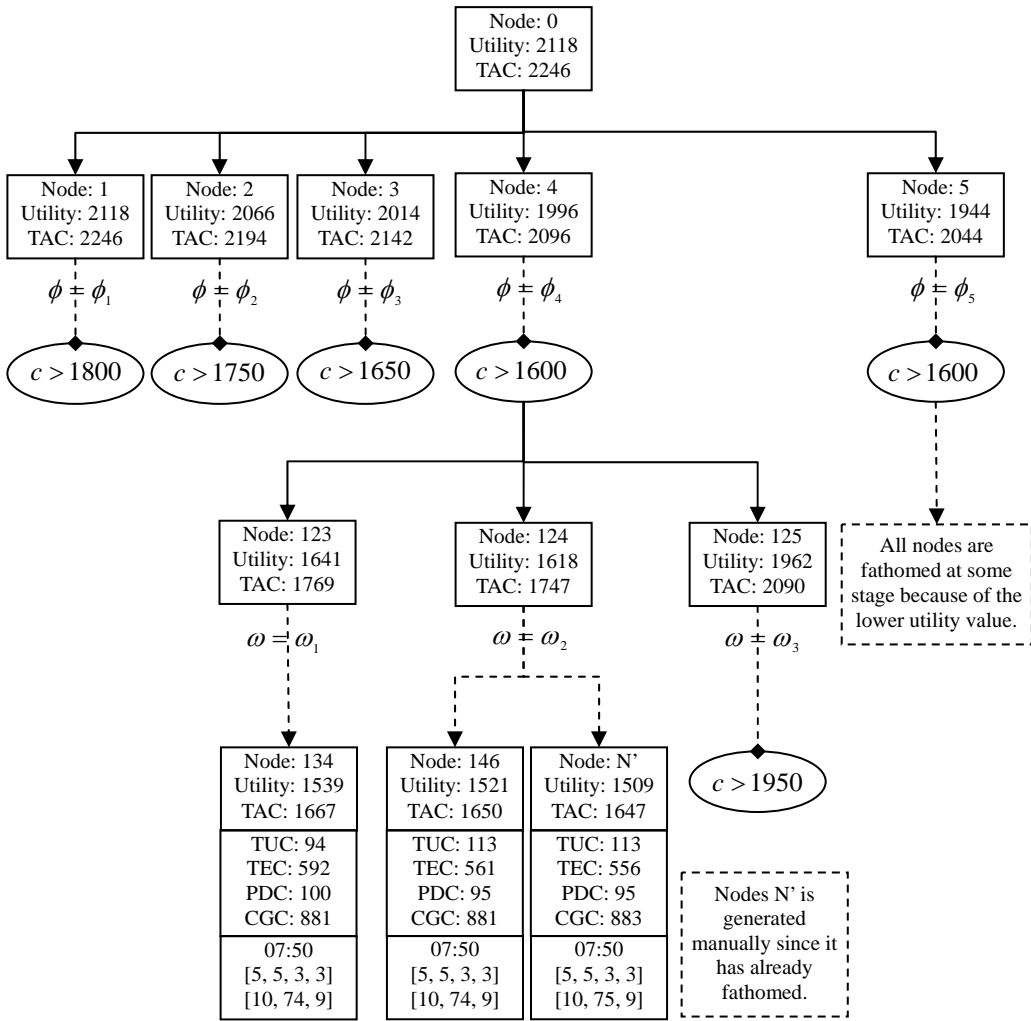 Node: 0
Utility: 2118
TAC: 2246
Node: 1
Utility: 2118
TAC: 2246
Node: 2
Utility: 2066
TAC: 2194
Node: 3
Utility: 2014
TAC: 2142
Node: 4
Utility: 1996
TAC: 2096
Node: 5
Utility: 1944
TAC: 2044
ϕ = ϕ₁
ϕ = ϕ₂
ϕ = ϕ₃
ϕ = ϕ₄
ϕ = ϕ₅
c > 1800
c > 1750
c > 1650
c > 1600
c > 1600
Node: 123
Utility: 1641
TAC: 1769
Node: 124
Utility: 1618
TAC: 1747
Node: 125
Utility: 1962
TAC: 2090
All nodes are
fathomed at some
stage because of the
lower utility value.
ω = ω₁
ω = ω₂
ω = ω₃
Node: 134
Utility: 1539
TAC: 1667
TUC: 94
TEC: 592
PDC: 100
CGC: 881
07:50
[5, 5, 3, 3]
[10, 74, 9]
Node: 146
Utility: 1521
TAC: 1650
TUC: 113
TEC: 561
PDC: 95
CGC: 881
07:50
[5, 5, 3, 3]
[10, 74, 9]
Node: N’
Utility: 1509
TAC: 1647
TUC: 113
TEC: 556
PDC: 95
CGC: 883
07:50
[5, 5, 3, 3]
[10, 75, 9]
c > 1950
Nodes N’ is
generated
manually since it
has already
fathomed.